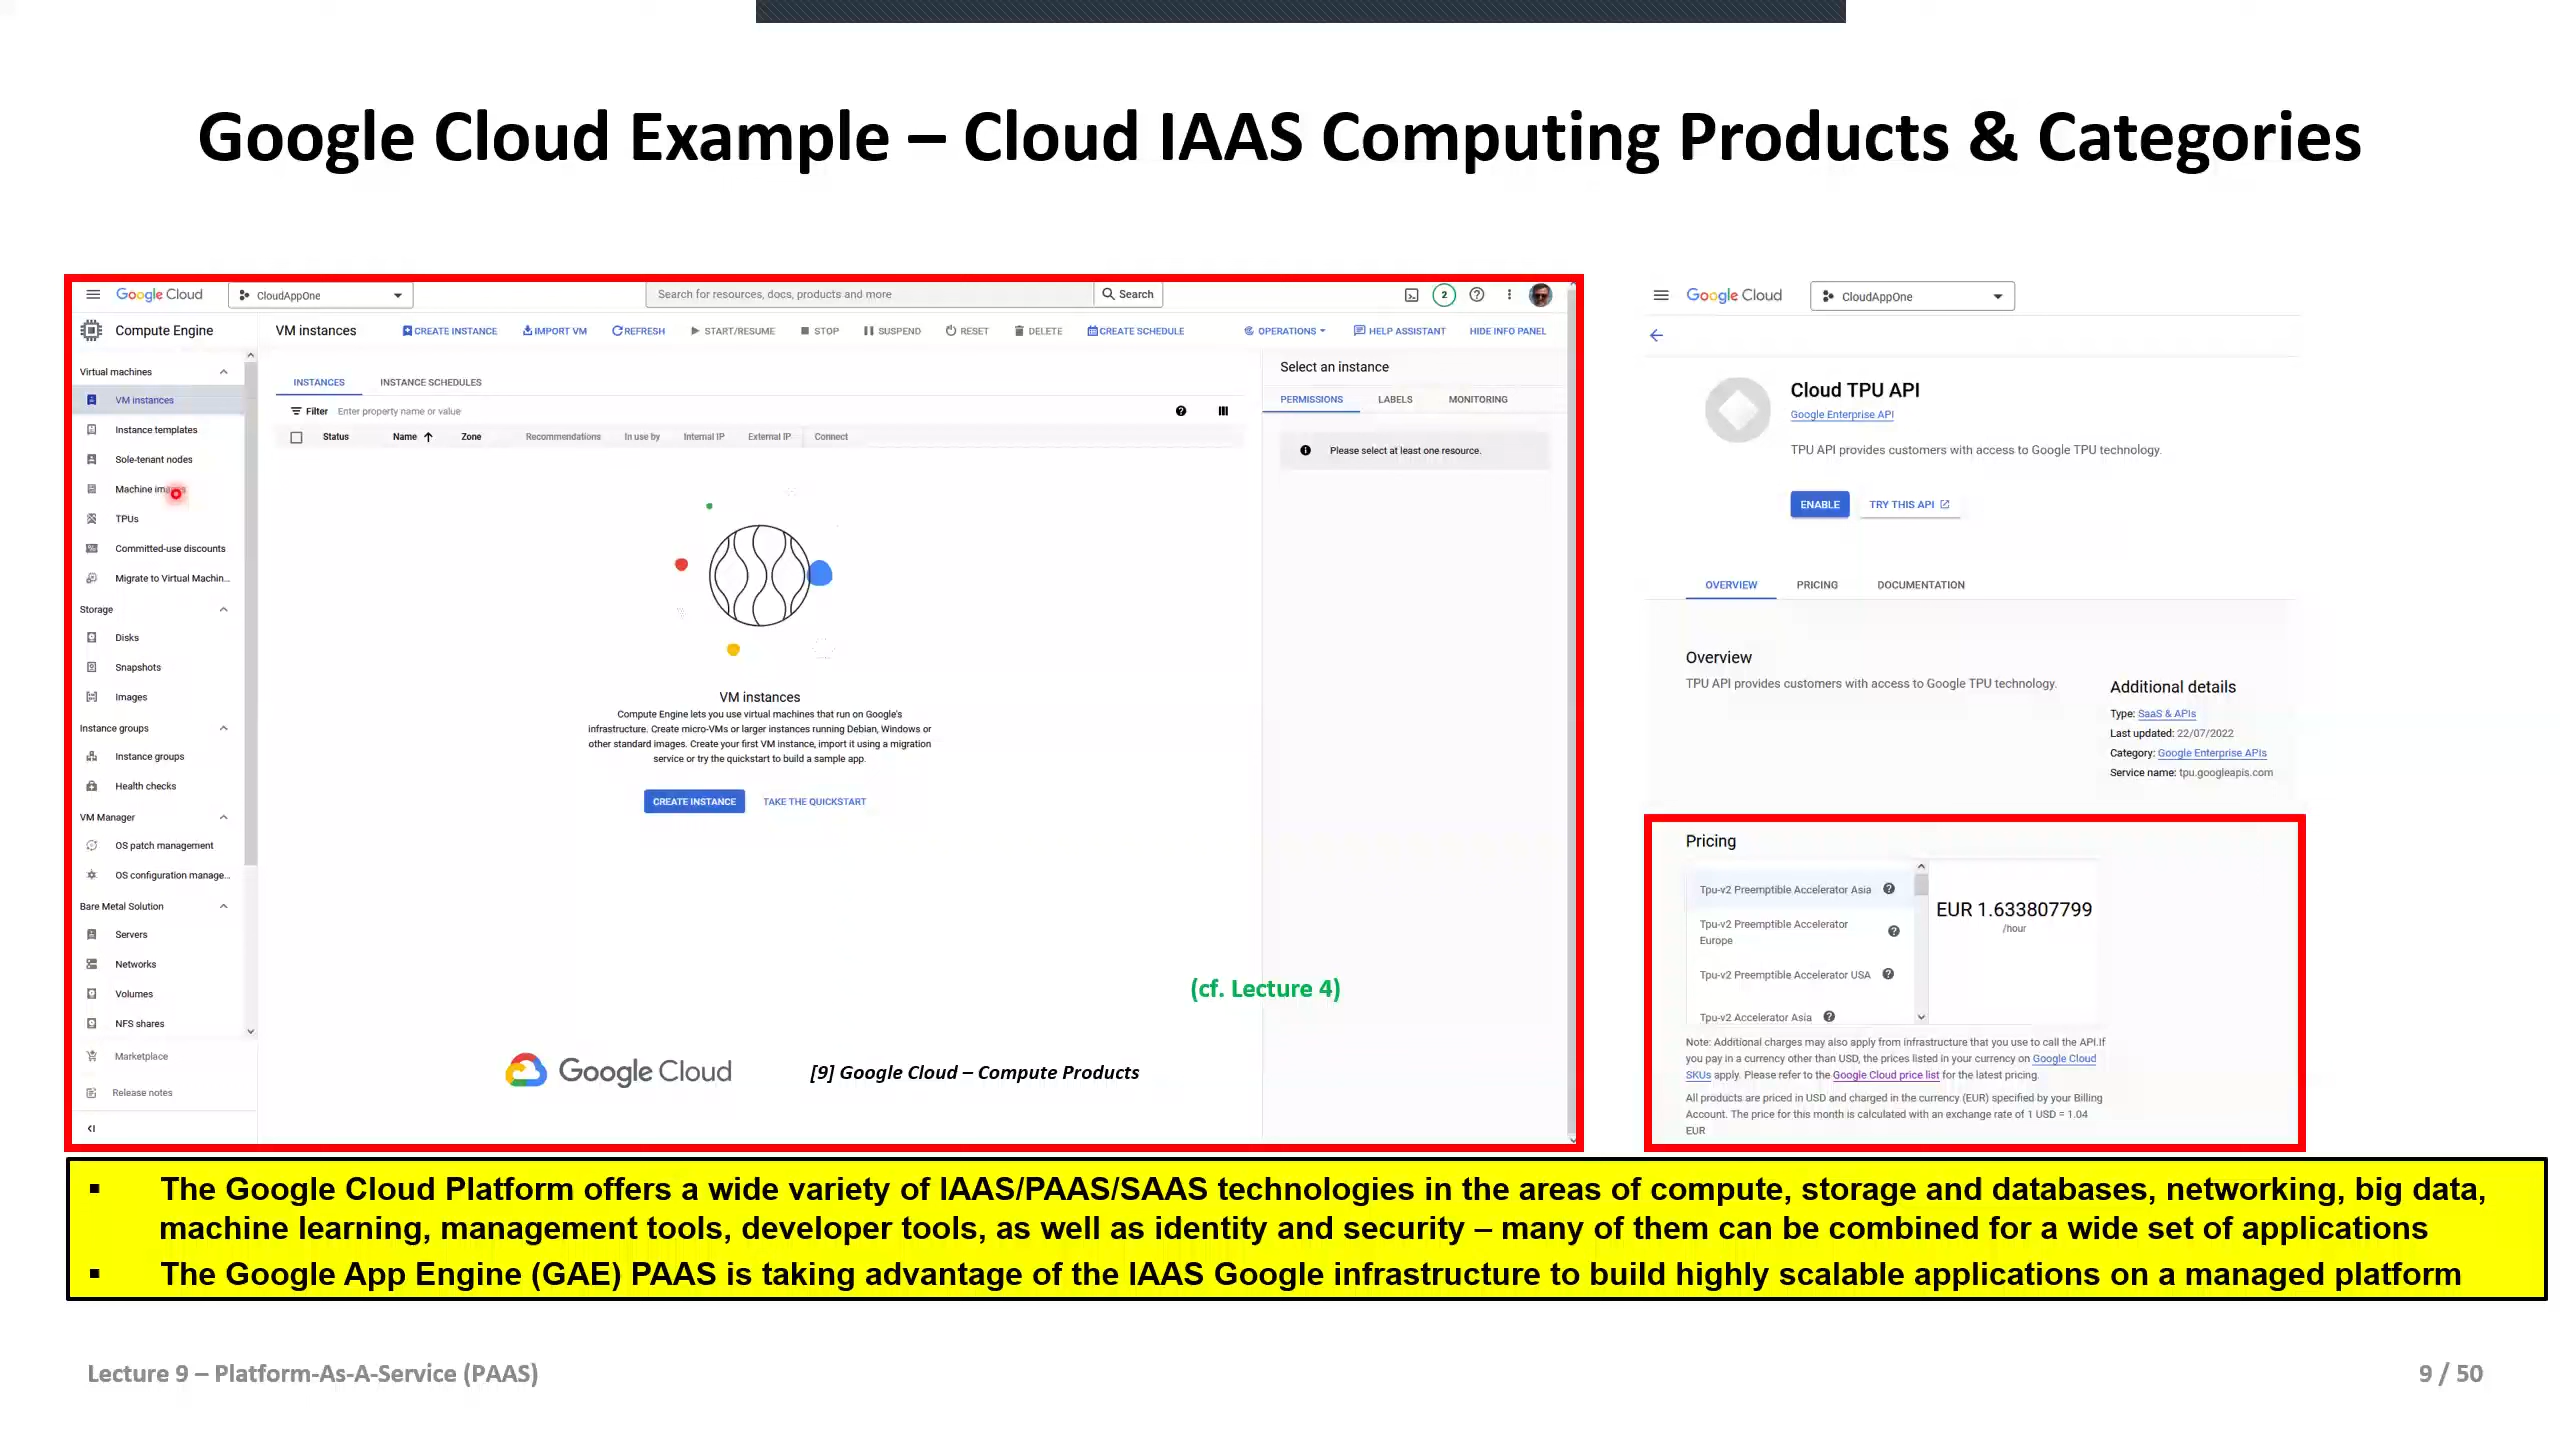 Google Cloud Example – Cloud IAAS Computing Products & Categories
Google Cloud
CloudAppOne
Search for resources, docs, products and more
Search
2
Compute Engine
VM instances
CREATE INSTANCE
IMPORT VM
REFRESH
START/RESUME
STOP
SUSPEND
RESET
DELETE
CREATE SCHEDULE
OPERATIONS
HELP ASSISTANT
HIDE INFO PANEL
Virtual machines
VM instances
Instance templates
Sole-tenant nodes
Machine
TPUs
Committed-use discounts
Migrate to Virtual Machin...
Storage
Disks
Snapshots
Images
Instance groups
Instance groups
Health checks
VM Manager
OS patch management
OS configuration manage...
Bare Metal Solution
Servers
Networks
Volumes
NFS shares
Marketplace
Release notes
INSTANCES
INSTANCE SCHEDULES
Filter Enter property name or value
Status Name Zone Recommendations In use by Internal IP External IP Connect
VM instances
Compute Engine lets you use virtual machines that run on Google's
infrastructure. Create micro-VMs or larger instances running Debian, Windows or
other standard images. Create your first VM instance, import it using a migration
service or try the quickstart to build a sample app.
CREATE INSTANCE
TAKE THE QUICKSTART
Select an instance
PERMISSIONS
LABELS
MONITORING
Please select at least one resource.
(cf. Lecture 4)
Google Cloud
[9] Google Cloud – Compute Products
Google Cloud
CloudAppOne
Cloud TPU API
Google Enterprise API
TPU API provides customers with access to Google TPU technology.
ENABLE
TRY THIS API
OVERVIEW
PRICING
DOCUMENTATION
Overview
TPU API provides customers with access to Google TPU technology.
Additional details
Type: SaaS & APIs
Last updated: 22/07/2022
Category: Google Enterprise APIs
Service name: tpu.googleapis.com
Pricing
Tpu-v2 Preemptible Accelerator Asia
Tpu-v2 Preemptible Accelerator
Europe
Tpu-v2 Preemptible Accelerator USA
Tpu-v2 Accelerator Asia
EUR 1.633807799
/hour
Note: Additional charges may also apply from infrastructure that you use to call the API.If
you pay in a currency other than USD, the prices listed in your currency on Google Cloud
SKUs apply. Please refer to the Google Cloud price list for the latest pricing.
All products are priced in USD and charged in the currency (EUR) specified by your Billing
Account. The price for this month is calculated with an exchange rate of 1 USD = 1.04
EUR
▪ The Google Cloud Platform offers a wide variety of IAAS/PAAS/SAAS technologies in the areas of compute, storage and databases, networking, big data,
machine learning, management tools, developer tools, as well as identity and security – many of them can be combined for a wide set of applications
▪ The Google App Engine (GAE) PAAS is taking advantage of the IAAS Google infrastructure to build highly scalable applications on a managed platform
Lecture 9 – Platform-As-A-Service (PAAS)
9 / 50